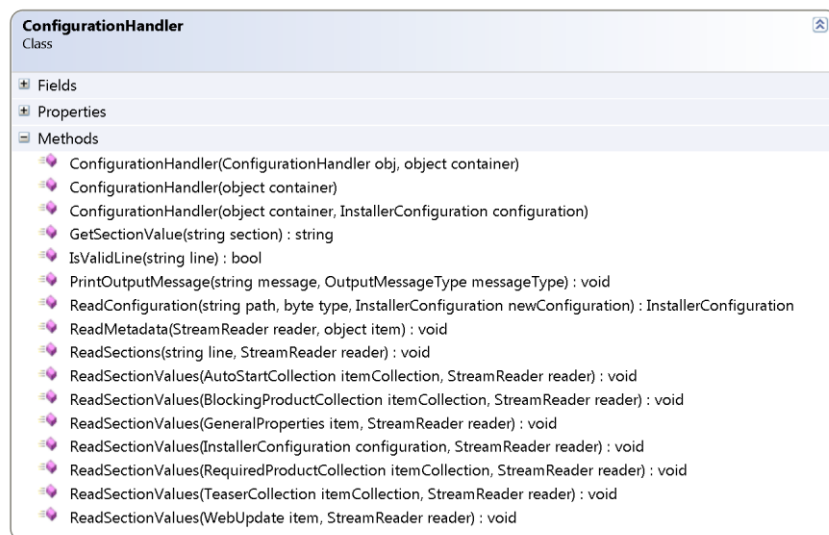 ConfigurationHandler
Class
Fields
Properties
Methods
ConfigurationHandler(ConfigurationHandler obj, object container)
ConfigurationHandler(object container)
ConfigurationHandler(object container, InstallerConfiguration configuration)
GetSectionValue(string section) : string
IsValidLine(string line) : bool
PrintOutputMessage(string message, OutputMessageType messageType) : void
ReadConfiguration(string path, byte type, InstallerConfiguration newConfiguration) : InstallerConfiguration
ReadMetadata(StreamReader reader, object item) : void
ReadSections(string line, StreamReader reader) : void
ReadSectionValues(AutoStartCollection itemCollection, StreamReader reader) : void
ReadSectionValues(BlockingProductCollection itemCollection, StreamReader reader) : void
ReadSectionValues(GeneralProperties item, StreamReader reader) : void
ReadSectionValues(InstallerConfiguration configuration, StreamReader reader) : void
ReadSectionValues(RequiredProductCollection itemCollection, StreamReader reader) : void
ReadSectionValues(TeaserCollection itemCollection, StreamReader reader) : void
ReadSectionValues(WebUpdate item, StreamReader reader) : void